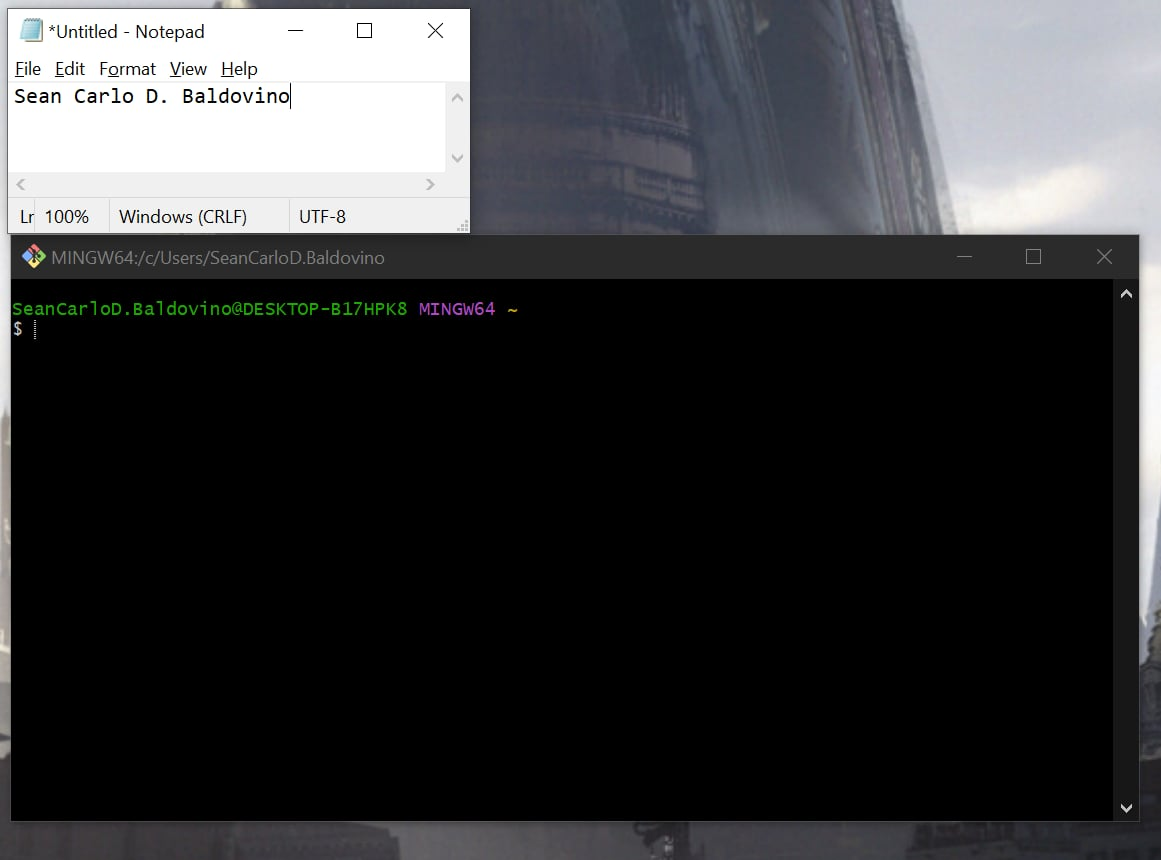 *Untitled - Notepad
File Edit Format View Help
Sean Carlo D. Baldovino
Ln 100% Windows (CRLF) UTF-8
MINGW64:/c/Users/SeanCarloD.Baldovino
SeanCarloD.Baldovino@DESKTOP-B17HPK8 MINGW64 ~
$